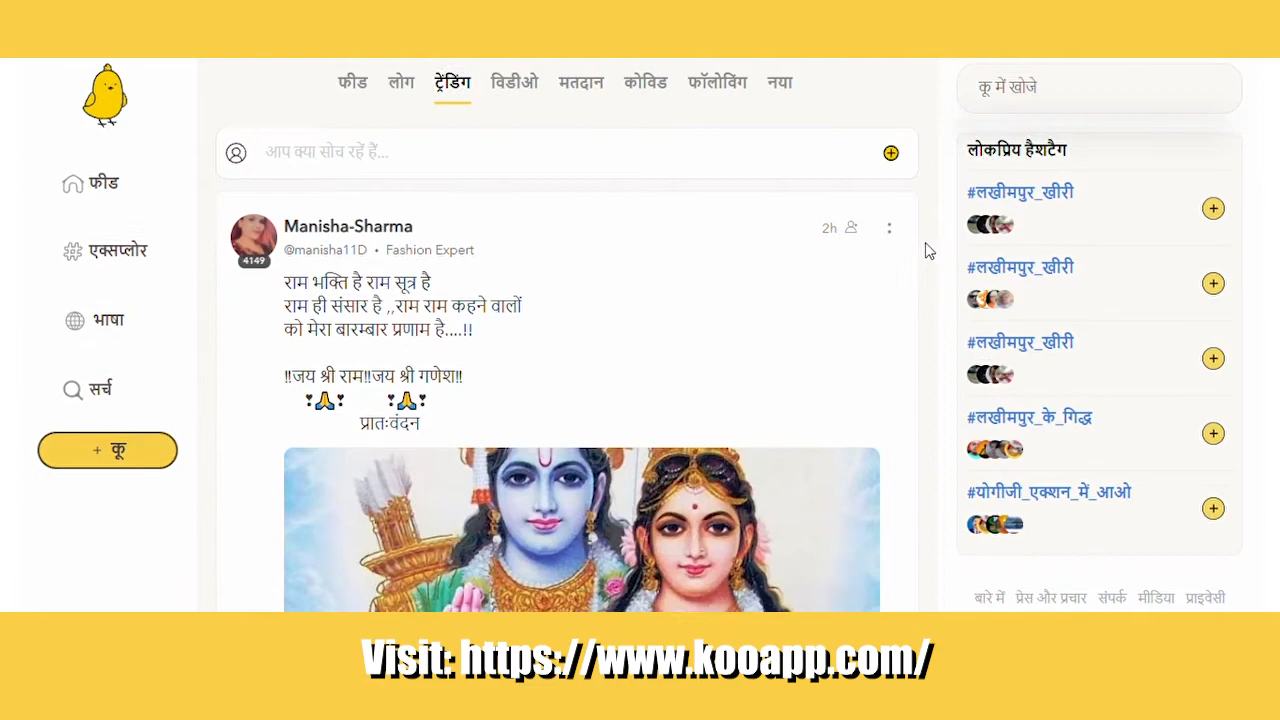 फीड लोग ट्रेंडिंग विडीओ मतदान कोविड फॉलोविंग नया
कू में खोजे
आप क्या सोच रहें हैं...
फीड
एक्सप्लोर
भाषा
सर्च
+ कू
Manisha-Sharma
2h
@manisha11D • Fashion Expert
4149
राम भक्ति है राम सूत्र है
राम ही संसार है ,,राम राम कहने वालों
को मेरा बारम्बार प्रणाम है....!!
!!जय श्री राम!!जय श्री गणेश!!
❣🙏❣ ❣🙏❣
प्रातःवंदन
लोकप्रिय हैशटैग
#लखीमपुर_खीरी
#लखीमपुर_खीरी
#लखीमपुर_खीरी
#लखीमपुर_के_गिद्ध
#योगीजी_एक्शन_में_आओ
बारे में प्रेस और प्रचार संपर्क मीडिया प्राइवेसी
Visit: https://www.kooapp.com/